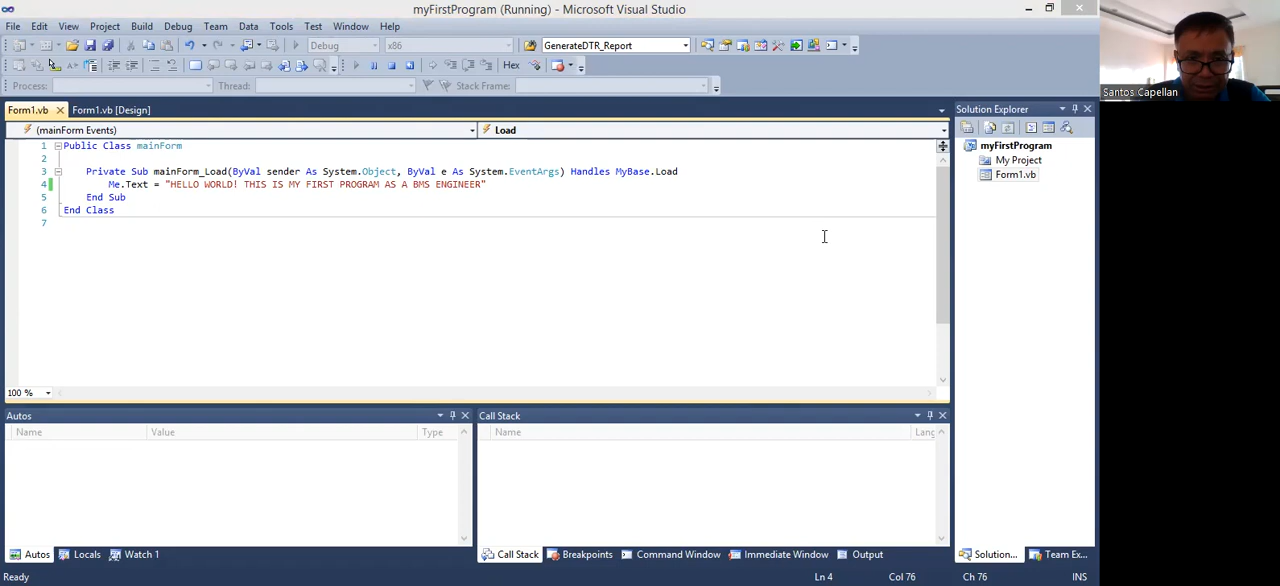 myFirstProgram (Running) - Microsoft Visual Studio
File Edit View Project Build Debug Team Data Tools Test Window Help
Debug x86 GenerateDTR_Report
Hex
Process: Thread: Stack Frame:
Form1.vb Form1.vb [Design]
(mainForm Events) Load
1 Public Class mainForm
2
3 Private Sub mainForm_Load(ByVal sender As System.Object, ByVal e As System.EventArgs) Handles MyBase.Load
4 Me.Text = "HELLO WORLD! THIS IS MY FIRST PROGRAM AS A BMS ENGINEER"
5 End Sub
6 End Class
7
100 %
Solution Explorer
myFirstProgram
My Project
Form1.vb
Santos Capellan
Autos
Name Value Type
Call Stack
Name Lang
Autos Locals Watch 1
Call Stack Breakpoints Command Window Immediate Window Output
Solution... Team Ex...
Ready Ln 4 Col 76 Ch 76 INS